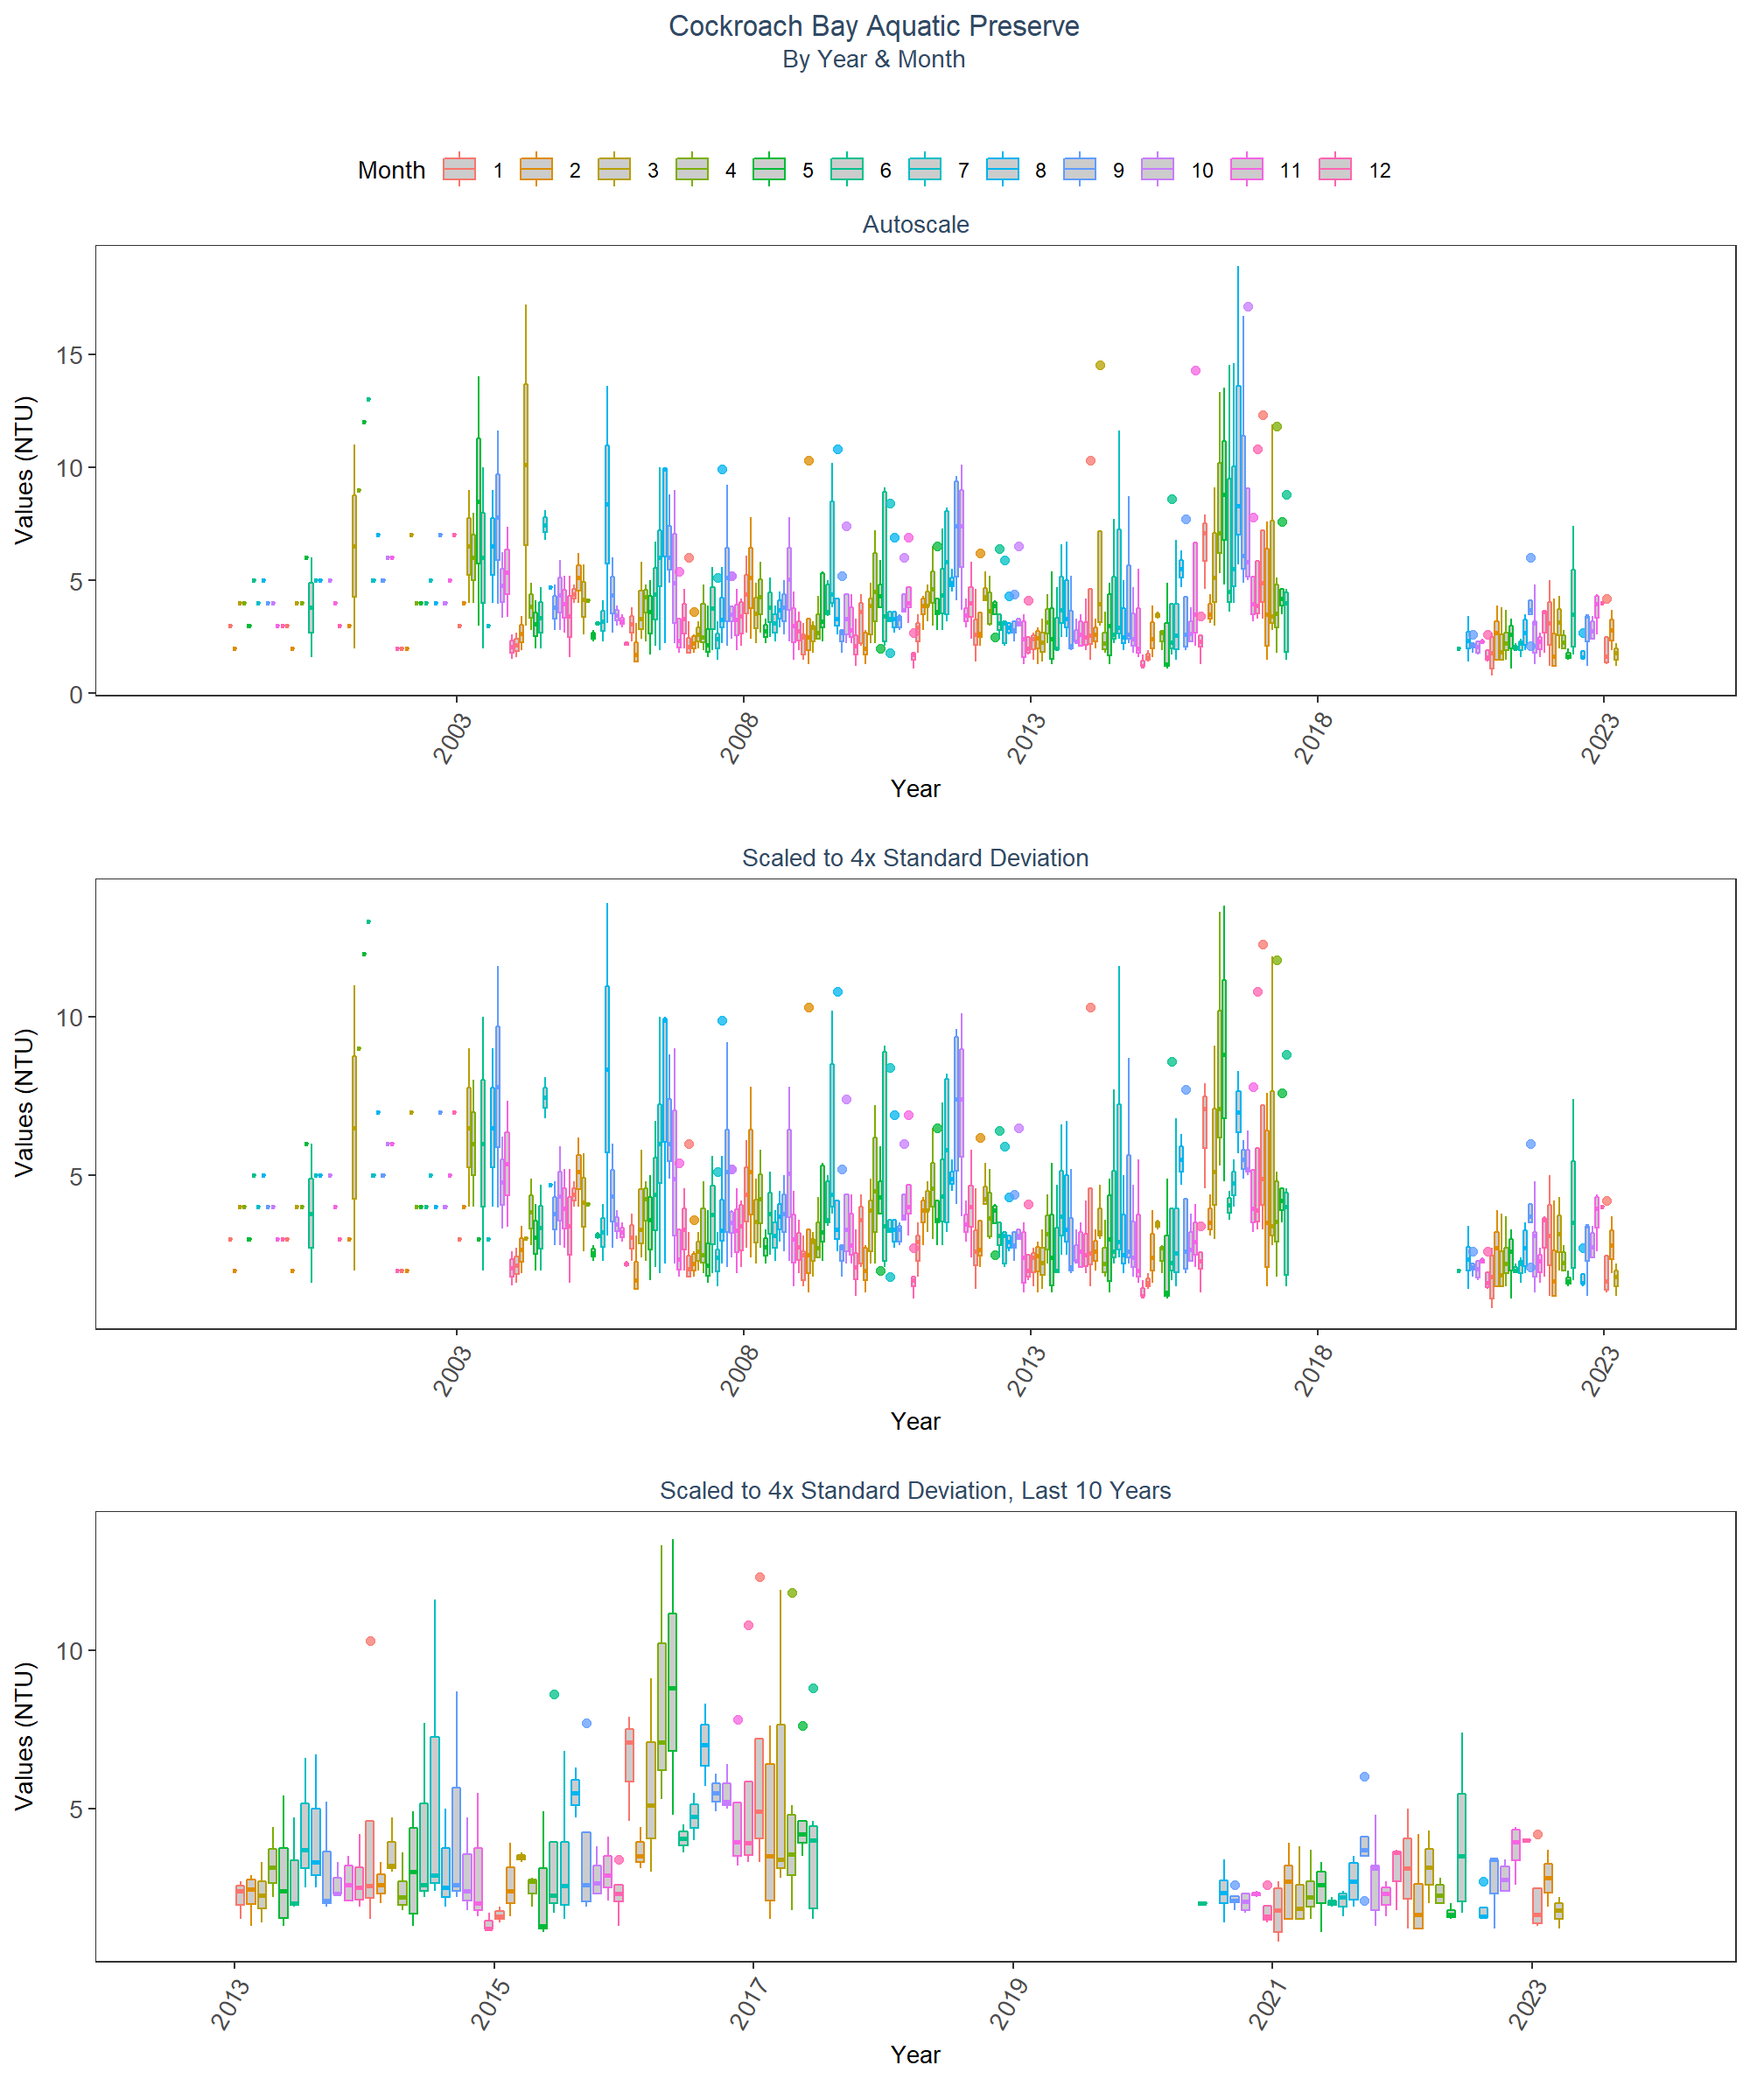 Cockroach Bay Aquatic Preserve
By Year & Month
Month 1 2 3 4 5 6 7 8 9 10 11 12
Autoscale
Values (NTU)
15
10
5
0
2003 2008 2013 2018 2023
Year
Scaled to 4x Standard Deviation
Values (NTU)
10
5
2003 2008 2013 2018 2023
Year
Scaled to 4x Standard Deviation, Last 10 Years
Values (NTU)
10
5
2013 2015 2017 2019 2021 2023
Year